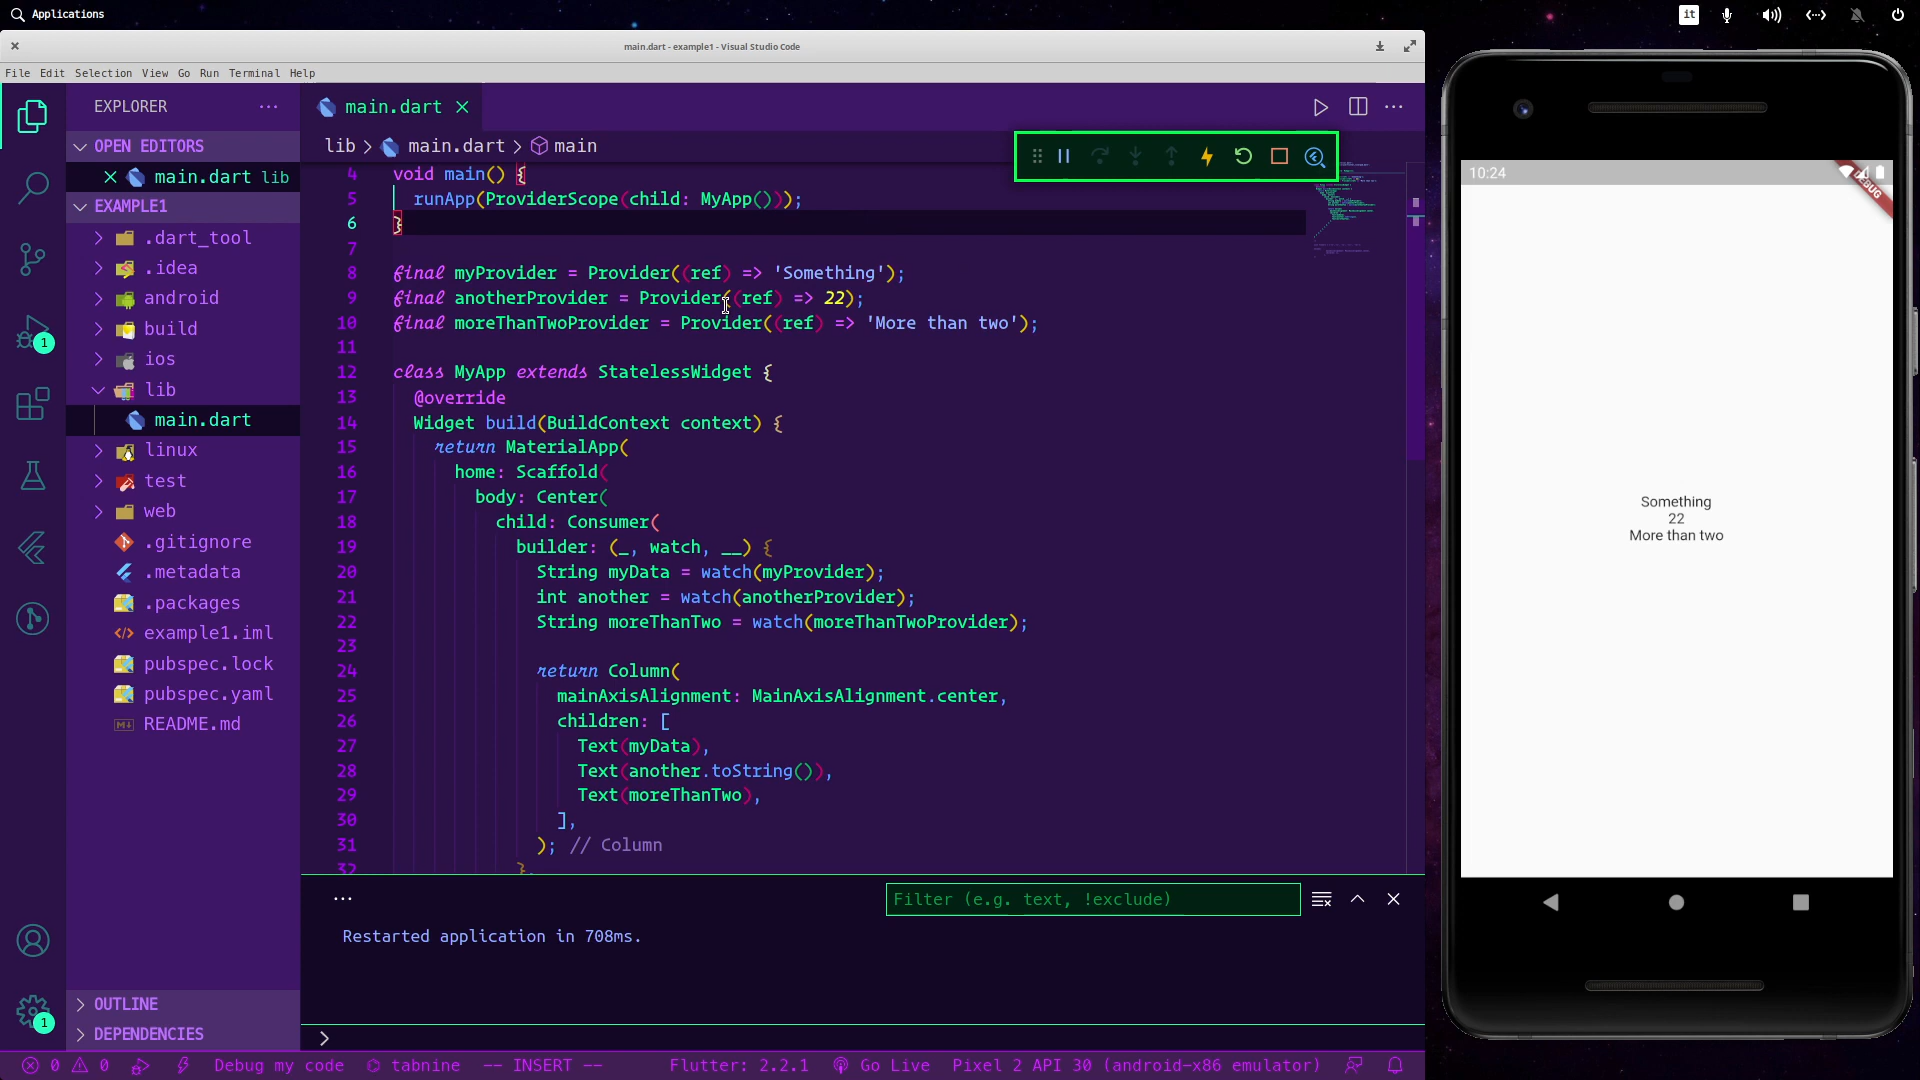 Applications
it
main.dart - example1 - Visual Studio Code
File Edit Selection View Go Run Terminal Help
EXPLORER
main.dart
OPEN EDITORS
main.dart lib
EXAMPLE1
.dart_tool
.idea
android
build
ios
lib
main.dart
linux
test
web
.gitignore
.metadata
.packages
example1.iml
pubspec.lock
pubspec.yaml
README.md
OUTLINE
DEPENDENCIES
1
1
lib > main.dart > main
4 void main() {
5 runApp(ProviderScope(child: MyApp()));
6 }
7
8 final myProvider = Provider((ref) => 'Something');
9 final anotherProvider = Provider((ref) => 22);
10 final moreThanTwoProvider = Provider((ref) => 'More than two');
11
12 class MyApp extends StatelessWidget {
13 @override
14 Widget build(BuildContext context) {
15 return MaterialApp(
16 home: Scaffold(
17 body: Center(
18 child: Consumer(
19 builder: (_, watch, __) {
20 String myData = watch(myProvider);
21 int another = watch(anotherProvider);
22 String moreThanTwo = watch(moreThanTwoProvider);
23
24 return Column(
25 mainAxisAlignment: MainAxisAlignment.center,
26 children: [
27 Text(myData),
28 Text(another.toString()),
29 Text(moreThanTwo),
30 ],
31 ); // Column
32 },
Filter (e.g. text, !exclude)
Restarted application in 708ms.
>
0 0 Debug my code tabnine -- INSERT -- Flutter: 2.2.1 Go Live Pixel 2 API 30 (android-x86 emulator)
10:24
DEBUG
Something
22
More than two